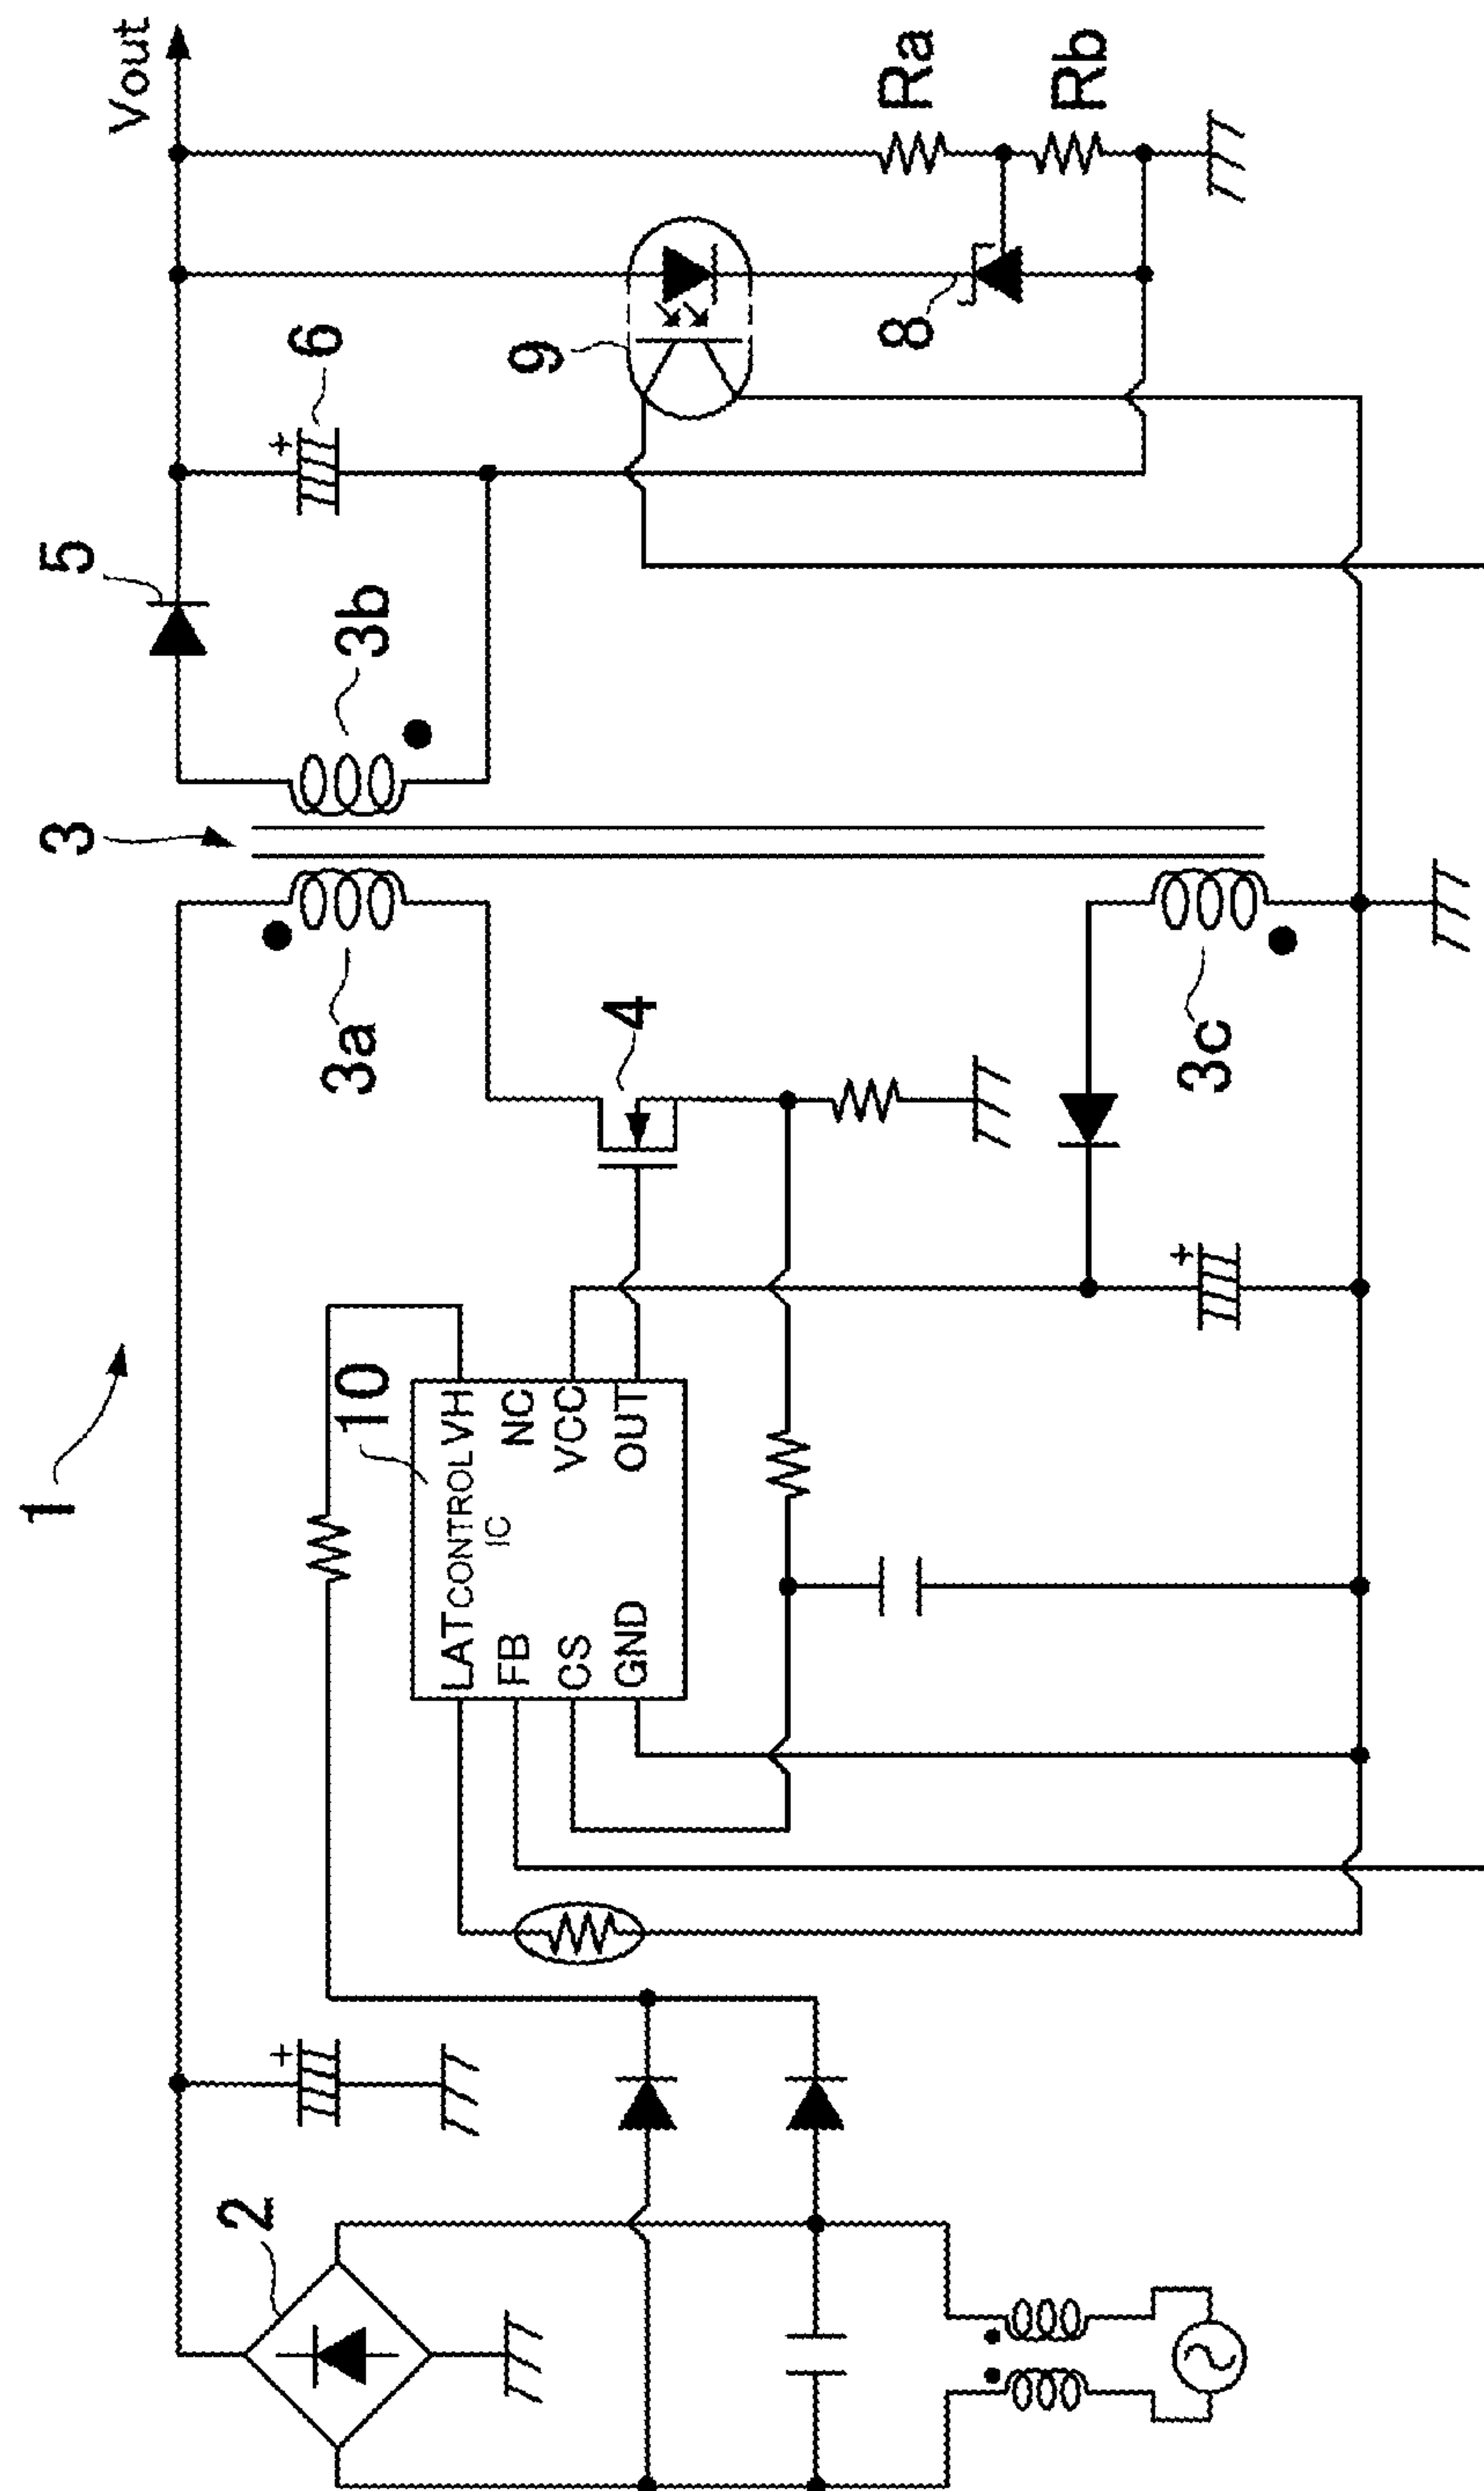 1
2
3
3a
3b
3c
4
5
6
8
9
10
Vout
Ra
Rb
CONTROL
IC
LAT
FB
CS
GND
VH
NC
VCC
OUT
+
+
+